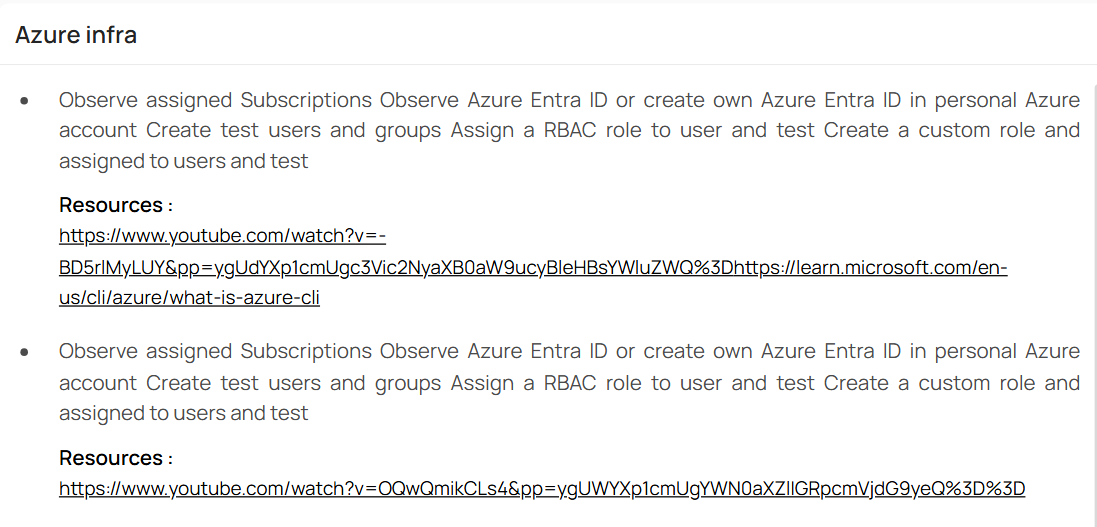 Azure infra
Observe assigned Subscriptions Observe Azure Entra ID or create own Azure Entra ID in personal Azure
account Create test users and groups Assign a RBAC role to user and test Create a custom role and
assigned to users and test
Resources :
https://www.youtube.com/watch?v=-
BD5rlMyLUY&pp=ygUdYXp1cmUgc3Vic2NyaXB0aW9ucyBleHBsYWluZWQ%3Dhttps://learn.microsoft.com/en-
us/cli/azure/what-is-azure-cli
Observe assigned Subscriptions Observe Azure Entra ID or create own Azure Entra ID in personal Azure
account Create test users and groups Assign a RBAC role to user and test Create a custom role and
assigned to users and test
Resources :
https://www.youtube.com/watch?v=OQwQmikCLs4&pp=ygUWYXp1cmUgYWN0aXZlIGRpcmVjdG9yeQ%3D%3D